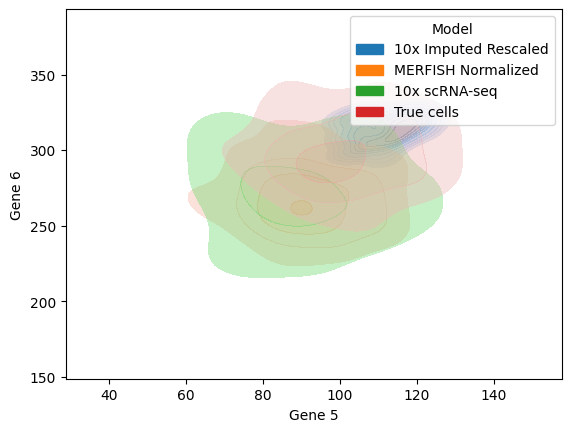 Model
10x Imputed Rescaled
MERFISH Normalized
10x scRNA-seq
True cells
350
300
250
200
150
Gene 6
40
60
80
100
120
140
Gene 5